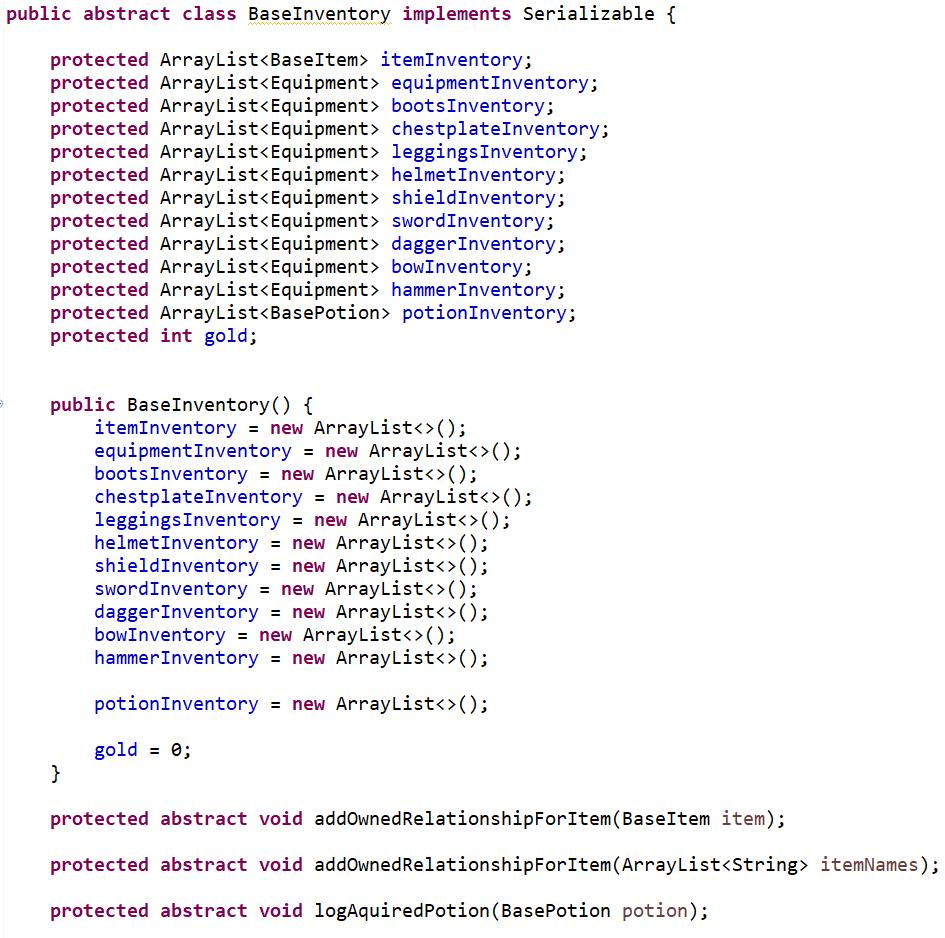 public abstract class BaseInventory implements Serializable {
protected ArrayList<BaseItem> itemInventory;
protected ArrayList<Equipment> equipmentInventory;
protected ArrayList<Equipment> bootsInventory;
protected ArrayList<Equipment> chestplateInventory;
protected ArrayList<Equipment> leggingsInventory;
protected ArrayList<Equipment> helmetInventory;
protected ArrayList<Equipment> shieldInventory;
protected ArrayList<Equipment> swordInventory;
protected ArrayList<Equipment> daggerInventory;
protected ArrayList<Equipment> bowInventory;
protected ArrayList<Equipment> hammerInventory;
protected ArrayList<BasePotion> potionInventory;
protected int gold;
public BaseInventory() {
itemInventory = new ArrayList<>();
equipmentInventory = new ArrayList<>();
bootsInventory = new ArrayList<>();
chestplateInventory = new ArrayList<>();
leggingsInventory = new ArrayList<>();
helmetInventory = new ArrayList<>();
shieldInventory = new ArrayList<>();
swordInventory = new ArrayList<>();
daggerInventory = new ArrayList<>();
bowInventory = new ArrayList<>();
hammerInventory = new ArrayList<>();
potionInventory = new ArrayList<>();
gold = 0;
}
protected abstract void addOwnedRelationshipForItem(BaseItem item);
protected abstract void addOwnedRelationshipForItem(ArrayList<String> itemNames);
protected abstract void logAquiredPotion(BasePotion potion);